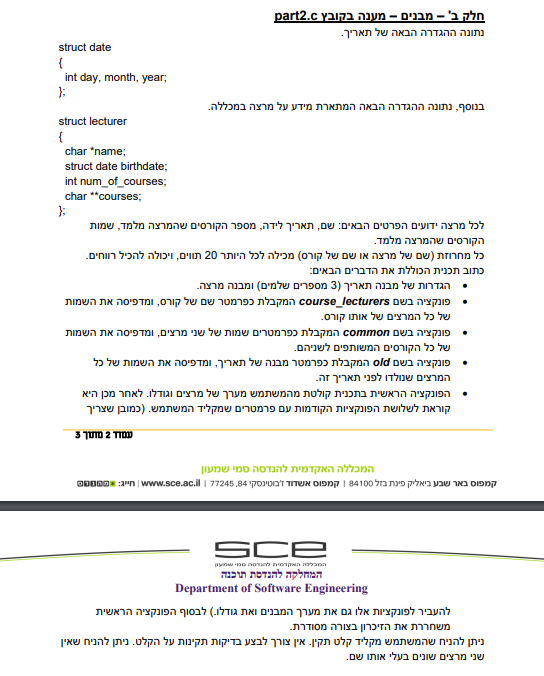 חלק ב' – מבנים – מענה בקובץ part2.c
נתונה ההגדרה הבאה של תאריך.
struct date
{
int day, month, year;
};
בנוסף, נתונה ההגדרה הבאה המתארת מידע על מרצה במכללה.
struct lecturer
{
char *name;
struct date birthdate;
int num_of_courses;
char **courses;
};
לכל מרצה ידועים הפרטים הבאים: שם, תאריך לידה, מספר הקורסים שהמרצה מלמד, שמות
הקורסים שהמרצה מלמד.
כל מחרוזת (שם של מרצה או שם של קורס) מכילה לכל היותר 20 תווים, ויכולה להכיל רווחים.
כתוב תכנית הכוללת את הדברים הבאים:
• הגדרות של מבנה תאריך (3 מספרים שלמים) ומבנה מרצה.
• פונקציה בשם course_lecturers המקבלת כפרמטר שם של קורס, ומדפיסה את השמות
של כל המרצים של אותו קורס.
• פונקציה בשם common המקבלת כפרמטרים שמות של שני מרצים, ומדפיסה את השמות
של כל הקורסים המשותפים לשניהם.
• פונקציה בשם old המקבלת כפרמטר מבנה של תאריך, ומדפיסה את השמות של כל
המרצים שנולדו לפני תאריך זה.
• הפונקציה הראשית בתכנית קולטת מהמשתמש מערך של מרצים וגודלו. לאחר מכן היא
קוראת לשלושת הפונקציות הקודמות עם פרמטרים שמקליד המשתמש. (כמובן שצריך
עמוד 2 מתוך 3
המכללה האקדמית להנדסה סמי שמעון
קמפוס באר שבע ביאליק פינת בזל 84100 | קמפוס אשדוד ז'בוטינסקי 84, 77245 | www.sce.ac.il | חייג:
sce
המכללה האקדמית להנדסה סמי שמעון
המחלקה להנדסת תוכנה
Department of Software Engineering
להעביר לפונקציות אלו גם את מערך המבנים ואת גודלו.) לבסוף הפונקציה הראשית
משחררת את הזיכרון בצורה מסודרת.
ניתן להניח שהמשתמש מקליד קלט תקין. אין צורך לבצע בדיקות תקינות על הקלט. ניתן להניח שאין
שני מרצים שונים בעלי אותו שם.